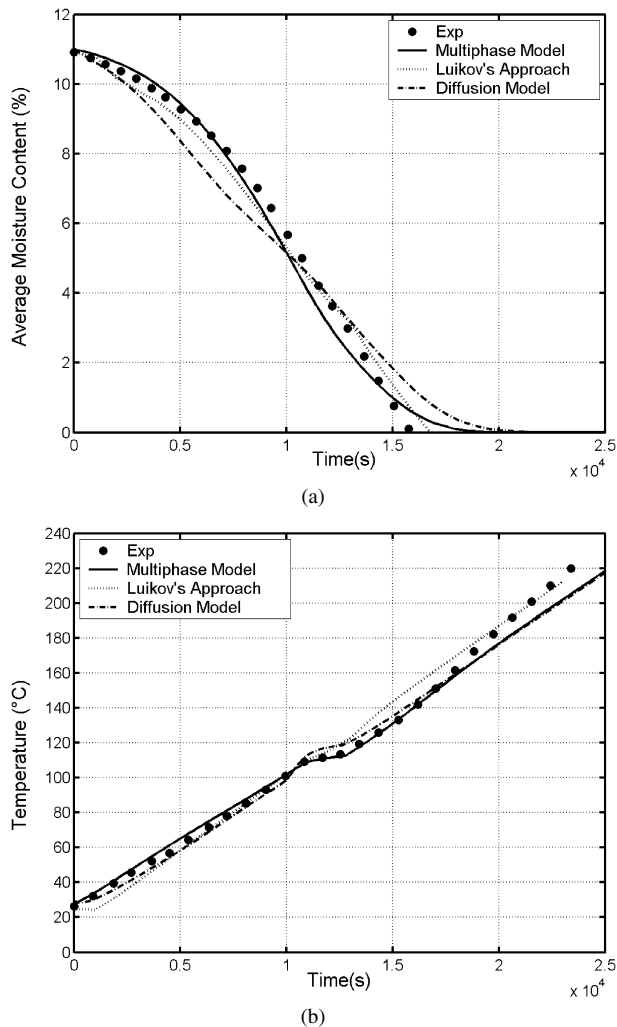 12
10
8
6
4
2
0
Average Moisture Content (%)
Exp
Multiphase Model
Luikov's Approach
Diffusion Model
0 0.5 1 1.5 2 2.5
Time(s)
x 10^4
(a)
240
220
200
180
160
140
120
100
80
60
40
20
0
Temperature (°C)
Exp
Multiphase Model
Luikov's Approach
Diffusion Model
0 0.5 1 1.5 2 2.5
Time(s)
x 10^4
(b)